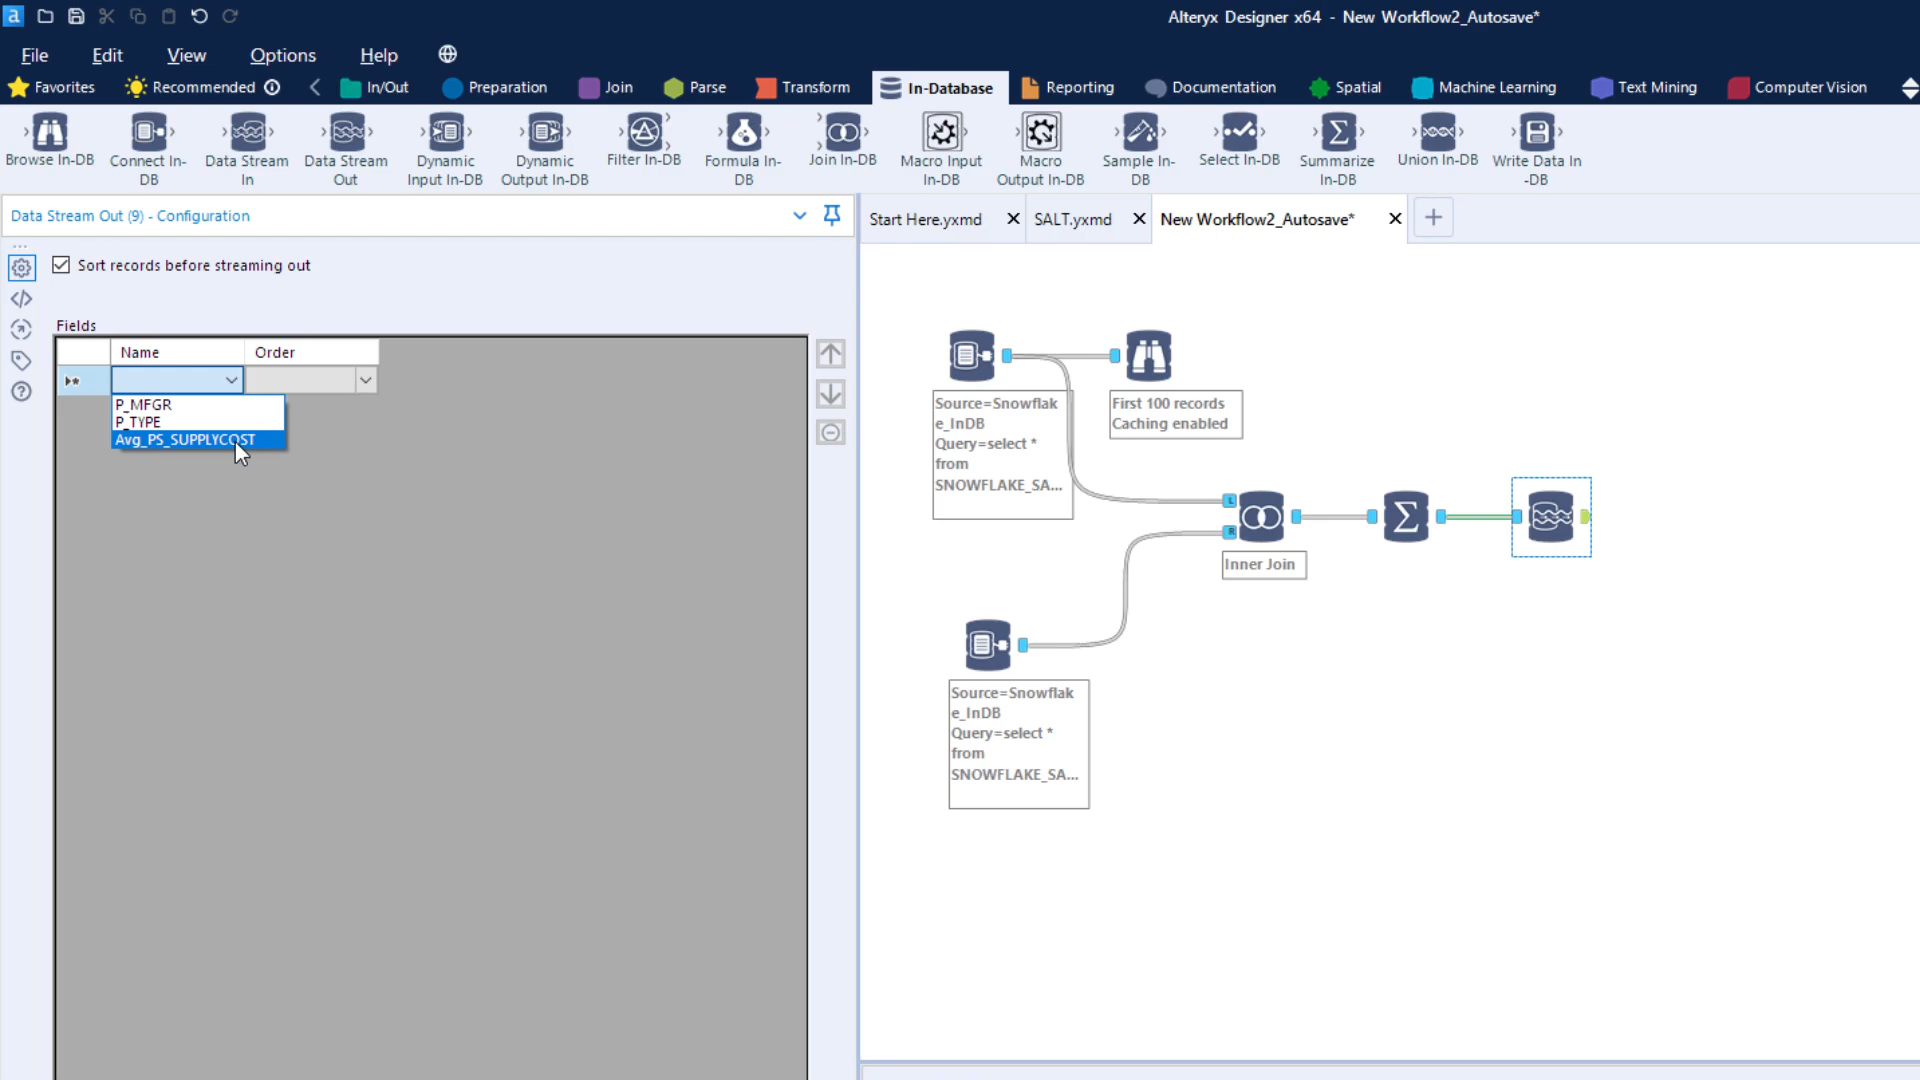 a
Alteryx Designer x64 - New Workflow2_Autosave*
File Edit View Options Help
Favorites Recommended In/Out Preparation Join Parse Transform In-Database Reporting Documentation Spatial Machine Learning Text Mining Computer Vision
Browse In-DB
Connect In-
DB
Data Stream
In
Data Stream
Out
Dynamic
Input In-DB
Dynamic
Output In-DB
Filter In-DB
Formula In-
DB
Join In-DB
Macro Input
In-DB
Macro
Output In-DB
Sample In-
DB
Select In-DB
Summarize
In-DB
Union In-DB
Write Data In
-DB
Data Stream Out (9) - Configuration
Start Here.yxmd SALT.yxmd New Workflow2_Autosave*
Sort records before streaming out
Fields
Name Order
P_MFGR
P_TYPE
Avg_PS_SUPPLYCOST
Source=Snowflak
e_InDB
Query=select *
from
SNOWFLAKE_SA...
First 100 records
Caching enabled
L
R
Inner Join
Source=Snowflak
e_InDB
Query=select *
from
SNOWFLAKE_SA...